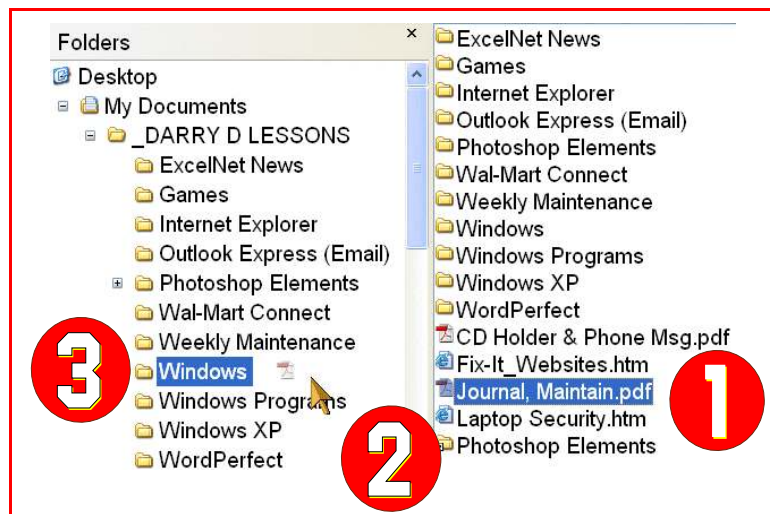 Folders
×
Desktop
My Documents
_DARRY D LESSONS
ExcelNet News
Games
Internet Explorer
Outlook Express (Email)
Photoshop Elements
Wal-Mart Connect
Weekly Maintenance
Windows
Windows Programs
Windows XP
WordPerfect
3
2
ExcelNet News
Games
Internet Explorer
Outlook Express (Email)
Photoshop Elements
Wal-Mart Connect
Weekly Maintenance
Windows
Windows Programs
Windows XP
WordPerfect
CD Holder & Phone Msg.pdf
Fix-It_Websites.htm
Journal, Maintain.pdf
Laptop Security.htm
Photoshop Elements
1